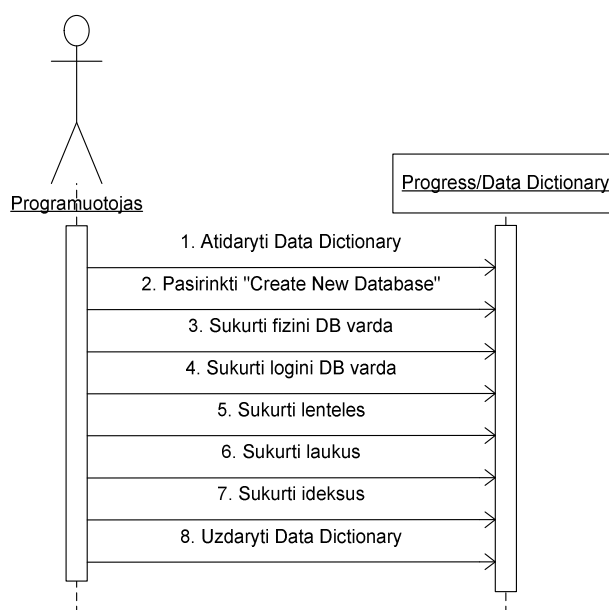 Programuotojas
Progress/Data Dictionary
1. Atidaryti Data Dictionary
2. Pasirinkti "Create New Database"
3. Sukurti fizini DB varda
4. Sukurti logini DB varda
5. Sukurti lenteles
6. Sukurti laukus
7. Sukurti ideksus
8. Uzdaryti Data Dictionary